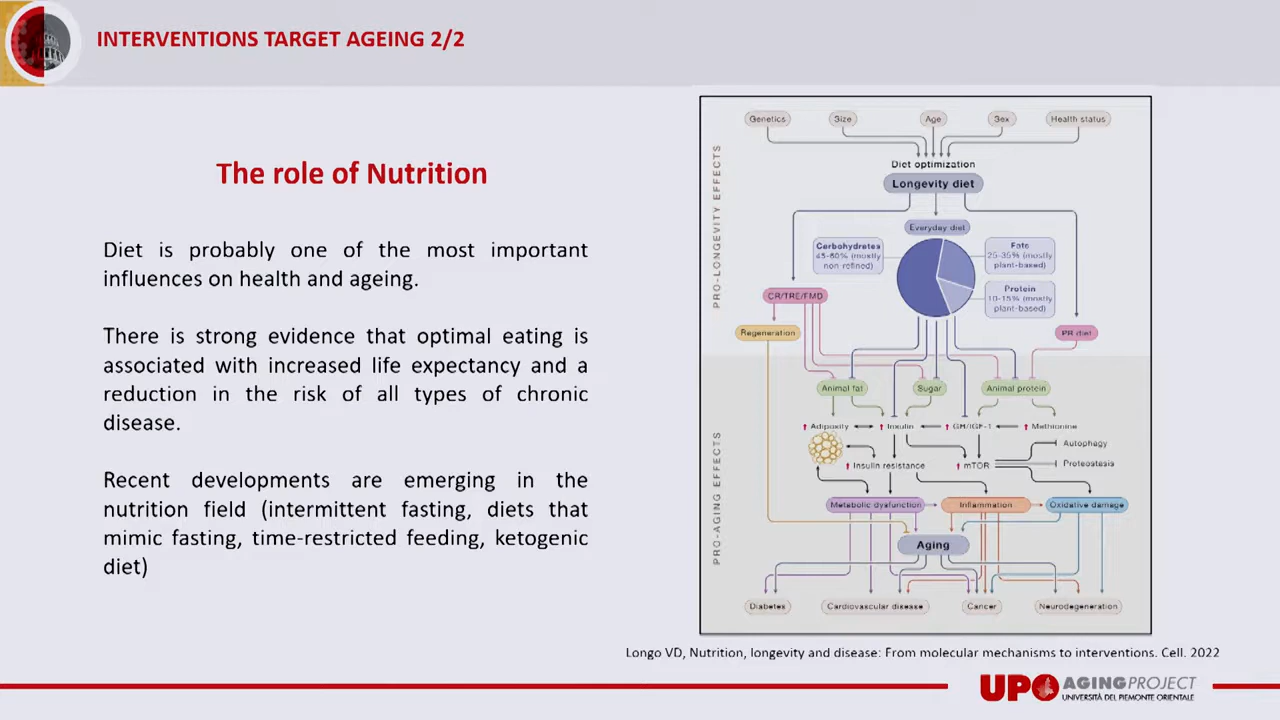 INTERVENTIONS TARGET AGEING 2/2
The role of Nutrition
Diet is probably one of the most important
influences on health and ageing.
There is strong evidence that optimal eating is
associated with increased life expectancy and a
reduction in the risk of all types of chronic
disease.
Recent developments are emerging in the
nutrition field (intermittent fasting, diets that
mimic fasting, time-restricted feeding, ketogenic
diet)
PRO-LONGEVITY EFFECTS
Genetics
Size
Age
Sex
Health status
Diet optimization
Longevity diet
Everyday diet
Carbohydrates
45-60% (mostly
non refined)
Fats
25-35% (mostly
plant-based)
Protein
10-15% (mostly
plant-based)
CR/TRE/FMD
Regeneration
PR diet
PRO-AGING EFFECTS
Animal fat
Sugar
Animal protein
Adiposity
Insulin
GH/IGF-1
Methionine
Autophagy
Insulin resistance
mTOR
Proteostasis
Metabolic dysfunction
Inflammation
Oxidative damage
Aging
Diabetes
Cardiovascular disease
Cancer
Neurodegeneration
Longo VD, Nutrition, longevity and disease: From molecular mechanisms to interventions. Cell. 2022
UPO AGINGPROJECT
UNIVERSITÀ DEL PIEMONTE ORIENTALE